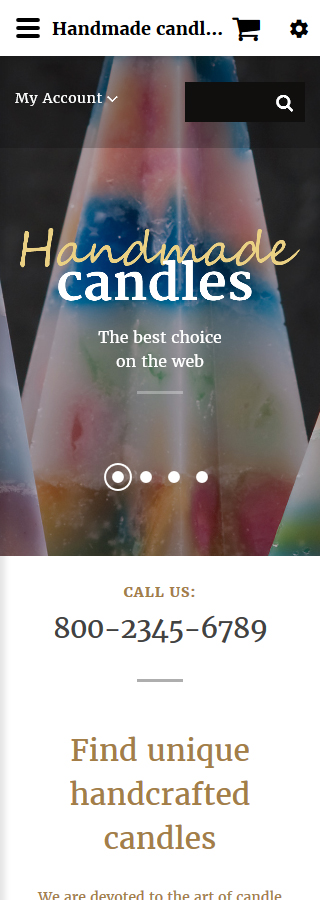 Handmade candl...
My Account
Handmade
candles
The best choice
on the web
CALL US:
800-2345-6789
Find unique
handcrafted
candles
We are devoted to the art of candle